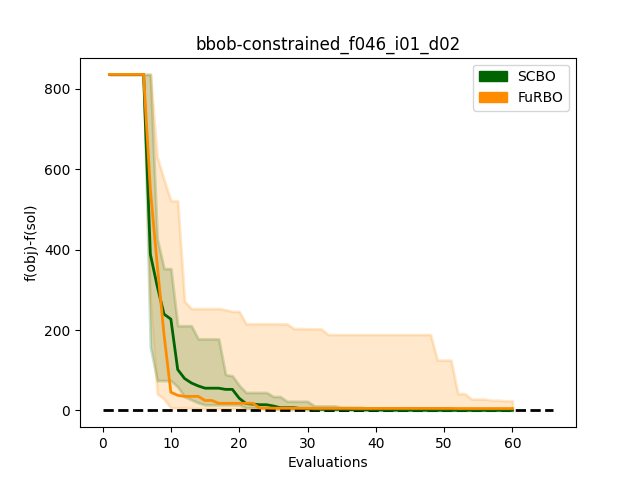 bbob-constrained_f046_i01_d02
SCBO
FuRBO
800
600
400
200
0
f(obj)-f(sol)
0 10 20 30 40 50 60
Evaluations